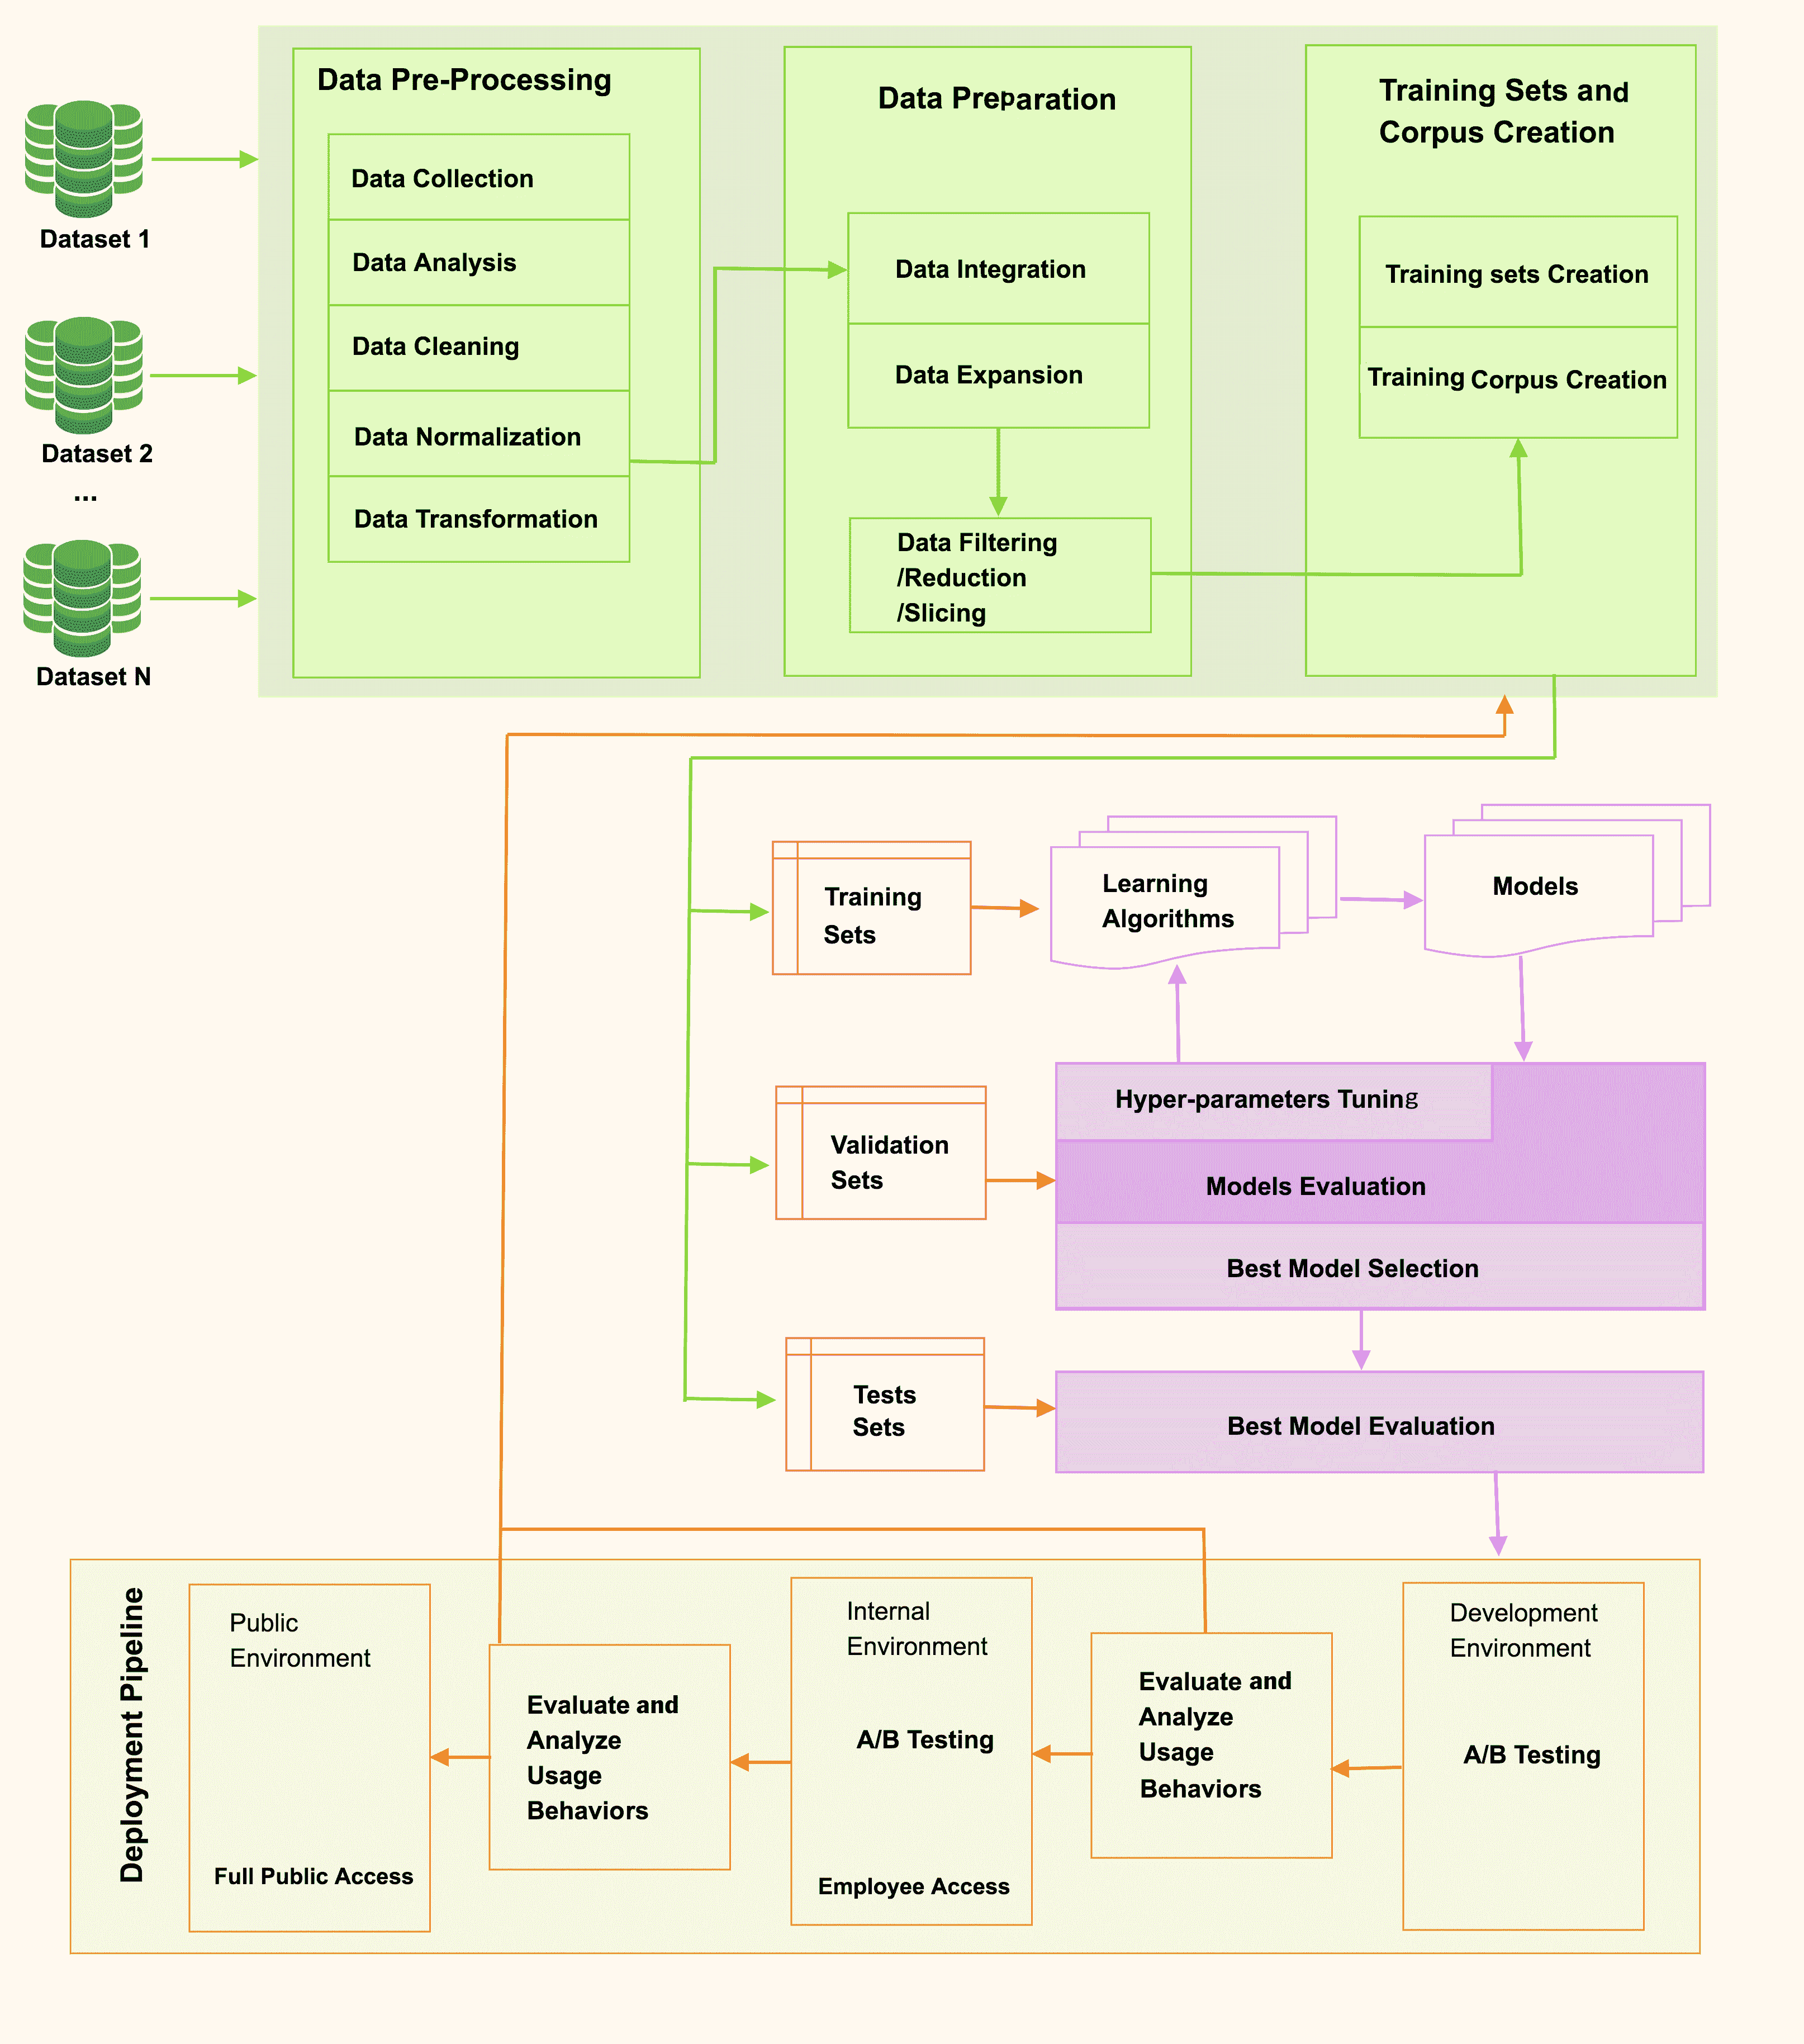 Data Pre-Processing
Data Collection
Data Analysis
Data Cleaning
Data Normalization
Data Transformation
Dataset 1
Dataset 2
...
Dataset N
Data Preparation
Data Integration
Data Expansion
Data Filtering
/Reduction
/Slicing
Training Sets and
Corpus Creation
Training sets Creation
Training Corpus Creation
Training
Sets
Learning
Algorithms
Models
Validation
Sets
Hyper-parameters Tuning
Models Evaluation
Best Model Selection
Tests
Sets
Best Model Evaluation
Deployment Pipeline
Public
Environment
Full Public Access
Evaluate and
Analyze
Usage
Behaviors
Internal
Environment
A/B Testing
Employee Access
Evaluate and
Analyze
Usage
Behaviors
Development
Environment
A/B Testing